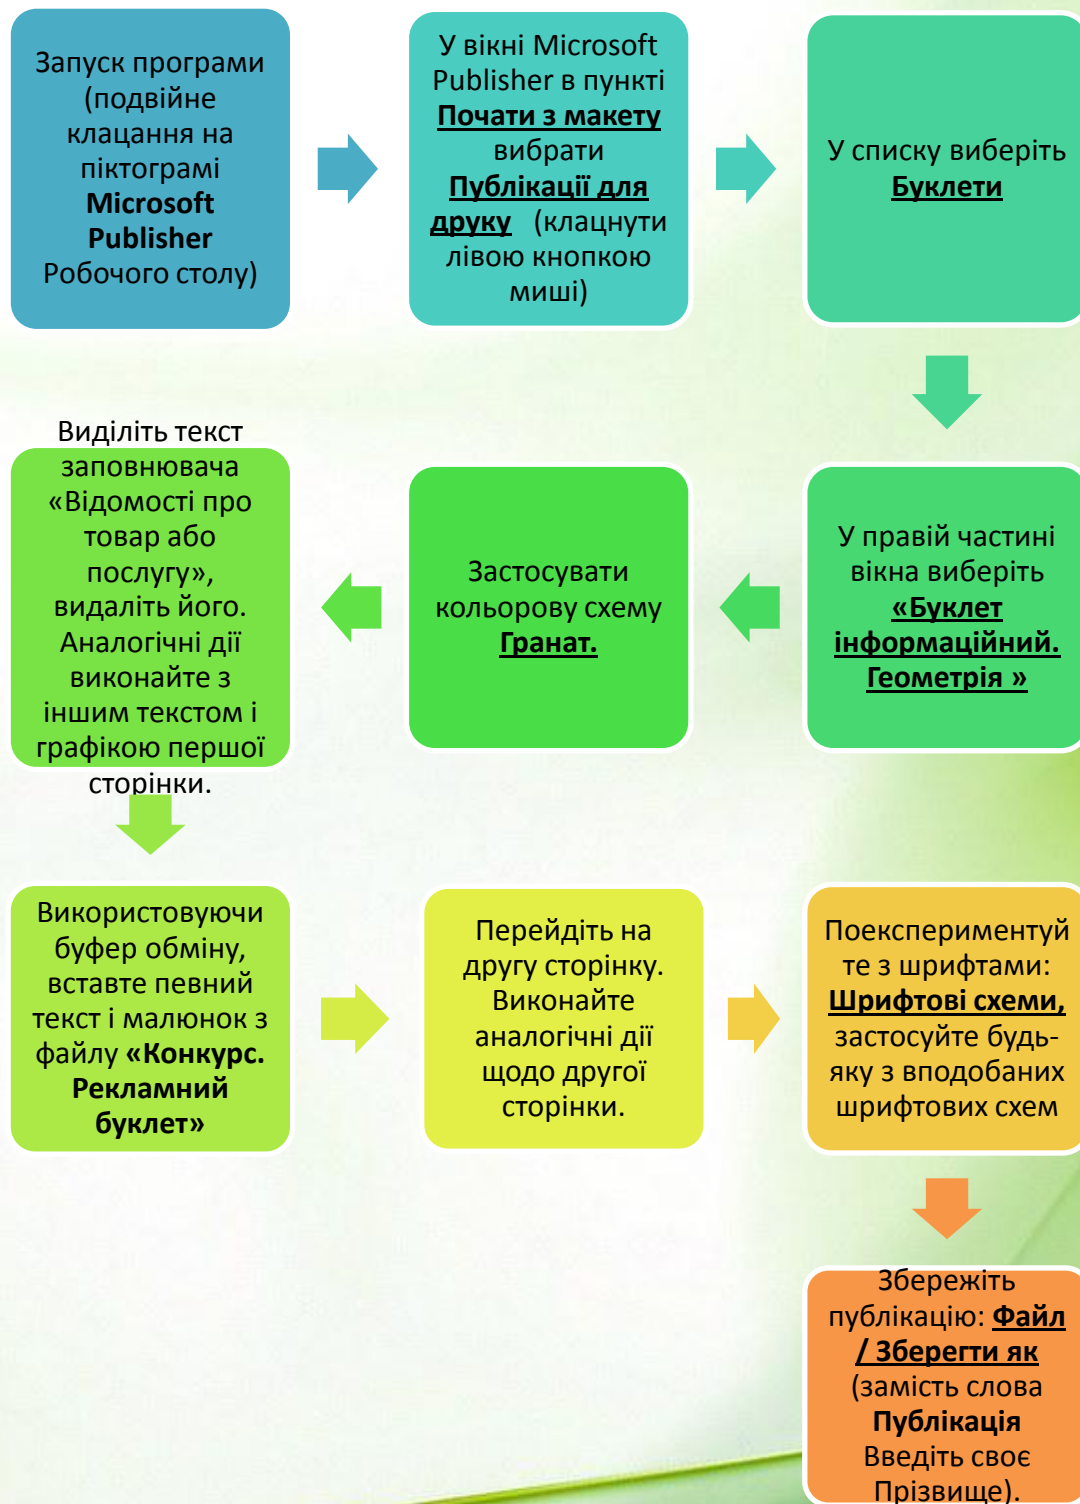 Запуск програми
(подвійне
клацання на
піктограмі
Microsoft
Publisher
Робочого столу)
У вікні Microsoft
Publisher в пункті
Почати з макету
вибрати
Публікації для
друку (клацнути
лівою кнопкою
миші)
У списку виберіть
Буклети
У правій частині
вікна виберіть
«Буклет
інформаційний.
Геометрія »
Застосувати
кольорову схему
Гранат.
Виділіть текст
заповнювача
«Відомості про
товар або
послугу»,
видаліть його.
Аналогічні дії
виконайте з
іншим текстом і
графікою першої
сторінки.
Використовуючи
буфер обміну,
вставте певний
текст і малюнок з
файлу «Конкурс.
Рекламний
буклет»
Перейдіть на
другу сторінку.
Виконайте
аналогічні дії
щодо другої
сторінки.
Поекспериментуй
те з шрифтами:
Шрифтові схеми,
застосуйте будь-
яку з вподобаних
шрифтових схем
Збережіть
публікацію: Файл
/ Зберегти як
(замість слова
Публікація
Введіть своє
Прізвище).